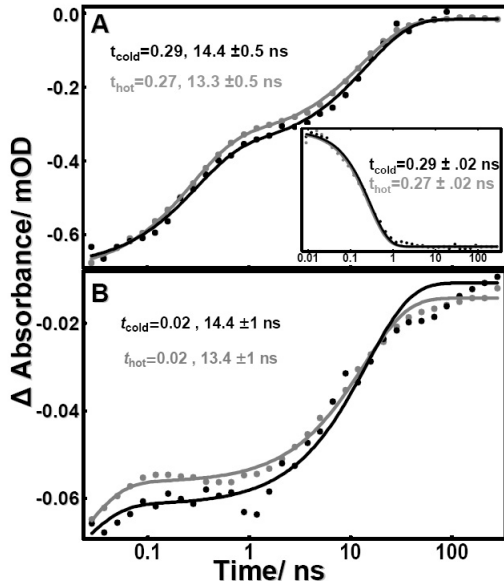 A
t_cold=0.29, 14.4 ±0.5 ns
t_hot=0.27, 13.3 ±0.5 ns
0.0
-0.2
-0.4
-0.6
t_cold=0.29 ± .02 ns
t_hot=0.27 ± .02 ns
0.01 0.1 1 10 100
B
t_cold=0.02 , 14.4 ±1 ns
t_hot=0.02 , 13.4 ±1 ns
-0.02
-0.04
-0.06
Δ Absorbance/ mOD
0.1 1 10 100
Time/ ns